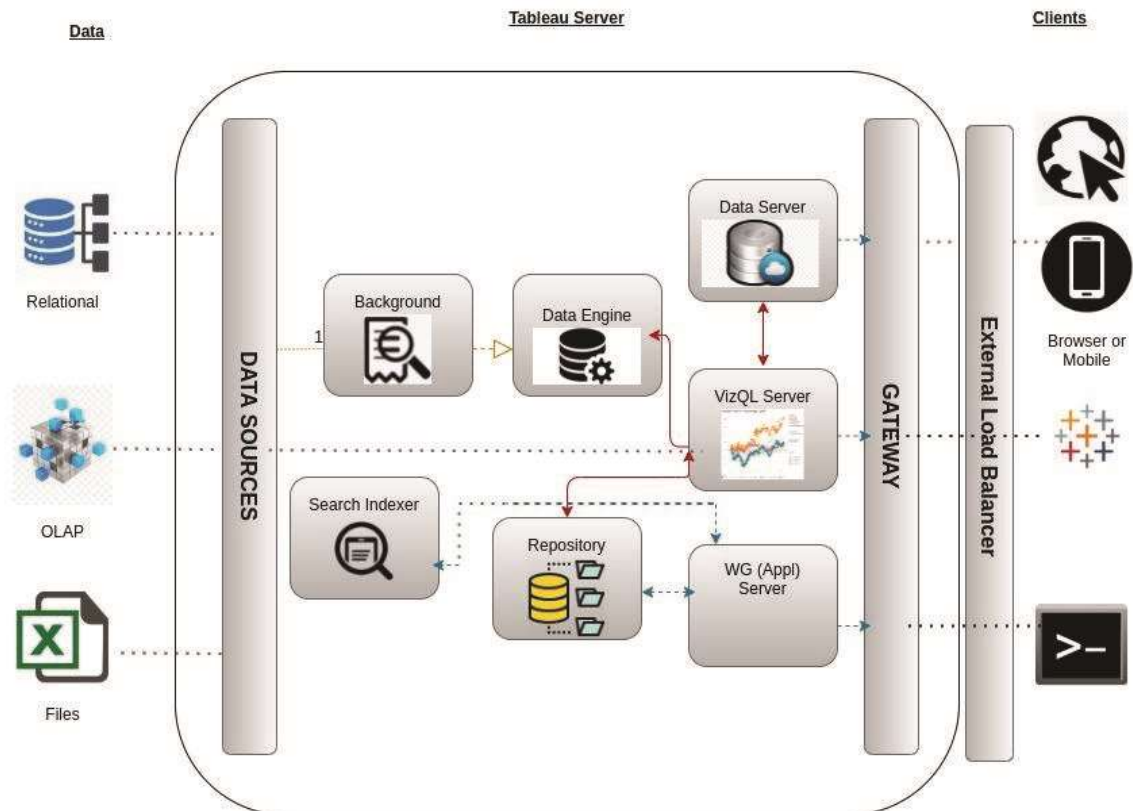 Data
Tableau Server
Clients
Relational
OLAP
Files
DATA SOURCES
1
Background
Data Engine
Data Server
VizQL Server
Search Indexer
Repository
WG (Appl)
Server
GATEWAY
External Load Balancer
Browser or
Mobile
>_
X